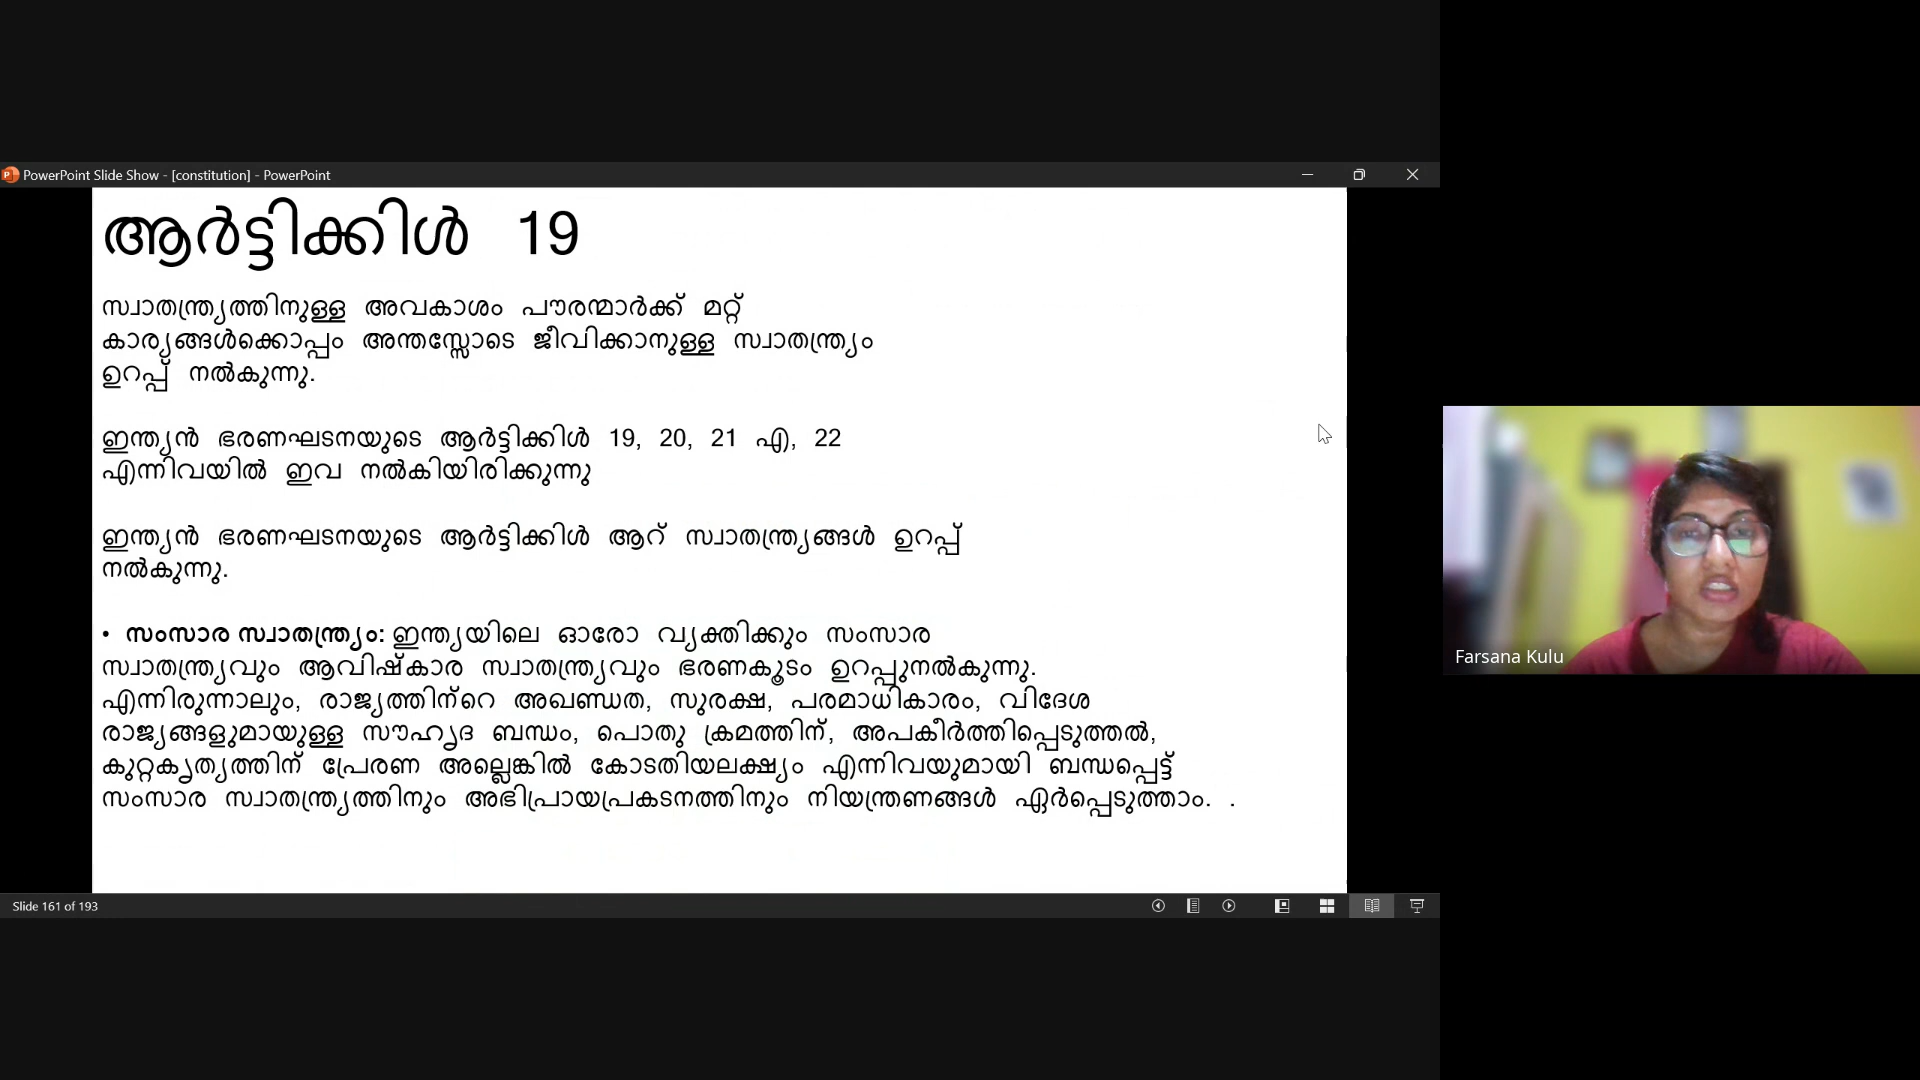 PowerPoint Slide Show - [constitution] - PowerPoint
ആർട്ടിക്കിൾ 19
സ്വാതന്ത്ര്യത്തിനുള്ള അവകാശം പൗരന്മാർക്ക് മറ്റ്
കാര്യങ്ങൾക്കൊപ്പം അന്തസ്സോടെ ജീവിക്കാനുള്ള സ്വാതന്ത്ര്യം
ഉറപ്പ് നൽകുന്നു.
ഇന്ത്യൻ ഭരണഘടനയുടെ ആർട്ടിക്കിൾ 19, 20, 21 എ, 22
എന്നിവയിൽ ഇവ നൽകിയിരിക്കുന്നു
ഇന്ത്യൻ ഭരണഘടനയുടെ ആർട്ടിക്കിൾ ആറ് സ്വാതന്ത്ര്യങ്ങൾ ഉറപ്പ്
നൽകുന്നു.
• സംസാര സ്വാതന്ത്ര്യം: ഇന്ത്യയിലെ ഓരോ വ്യക്തിക്കും സംസാര
സ്വാതന്ത്ര്യവും ആവിഷ്കാര സ്വാതന്ത്ര്യവും ഭരണകൂടം ഉറപ്പുനൽകുന്നു.
എന്നിരുന്നാലും, രാജ്യത്തിന്റെ അഖണ്ഡത, സുരക്ഷ, പരമാധികാരം, വിദേശ
രാജ്യങ്ങളുമായുള്ള സൗഹൃദ ബന്ധം, പൊതു ക്രമത്തിന്, അപകീർത്തിപ്പെടുത്തൽ,
കുറ്റകൃത്യത്തിന് പ്രേരണ അല്ലെങ്കിൽ കോടതിയലക്ഷ്യം എന്നിവയുമായി ബന്ധപ്പെട്ട്
സംസാര സ്വാതന്ത്ര്യത്തിനും അഭിപ്രായപ്രകടനത്തിനും നിയന്ത്രണങ്ങൾ ഏർപ്പെടുത്താം. .
Farsana Kulu
Slide 161 of 193